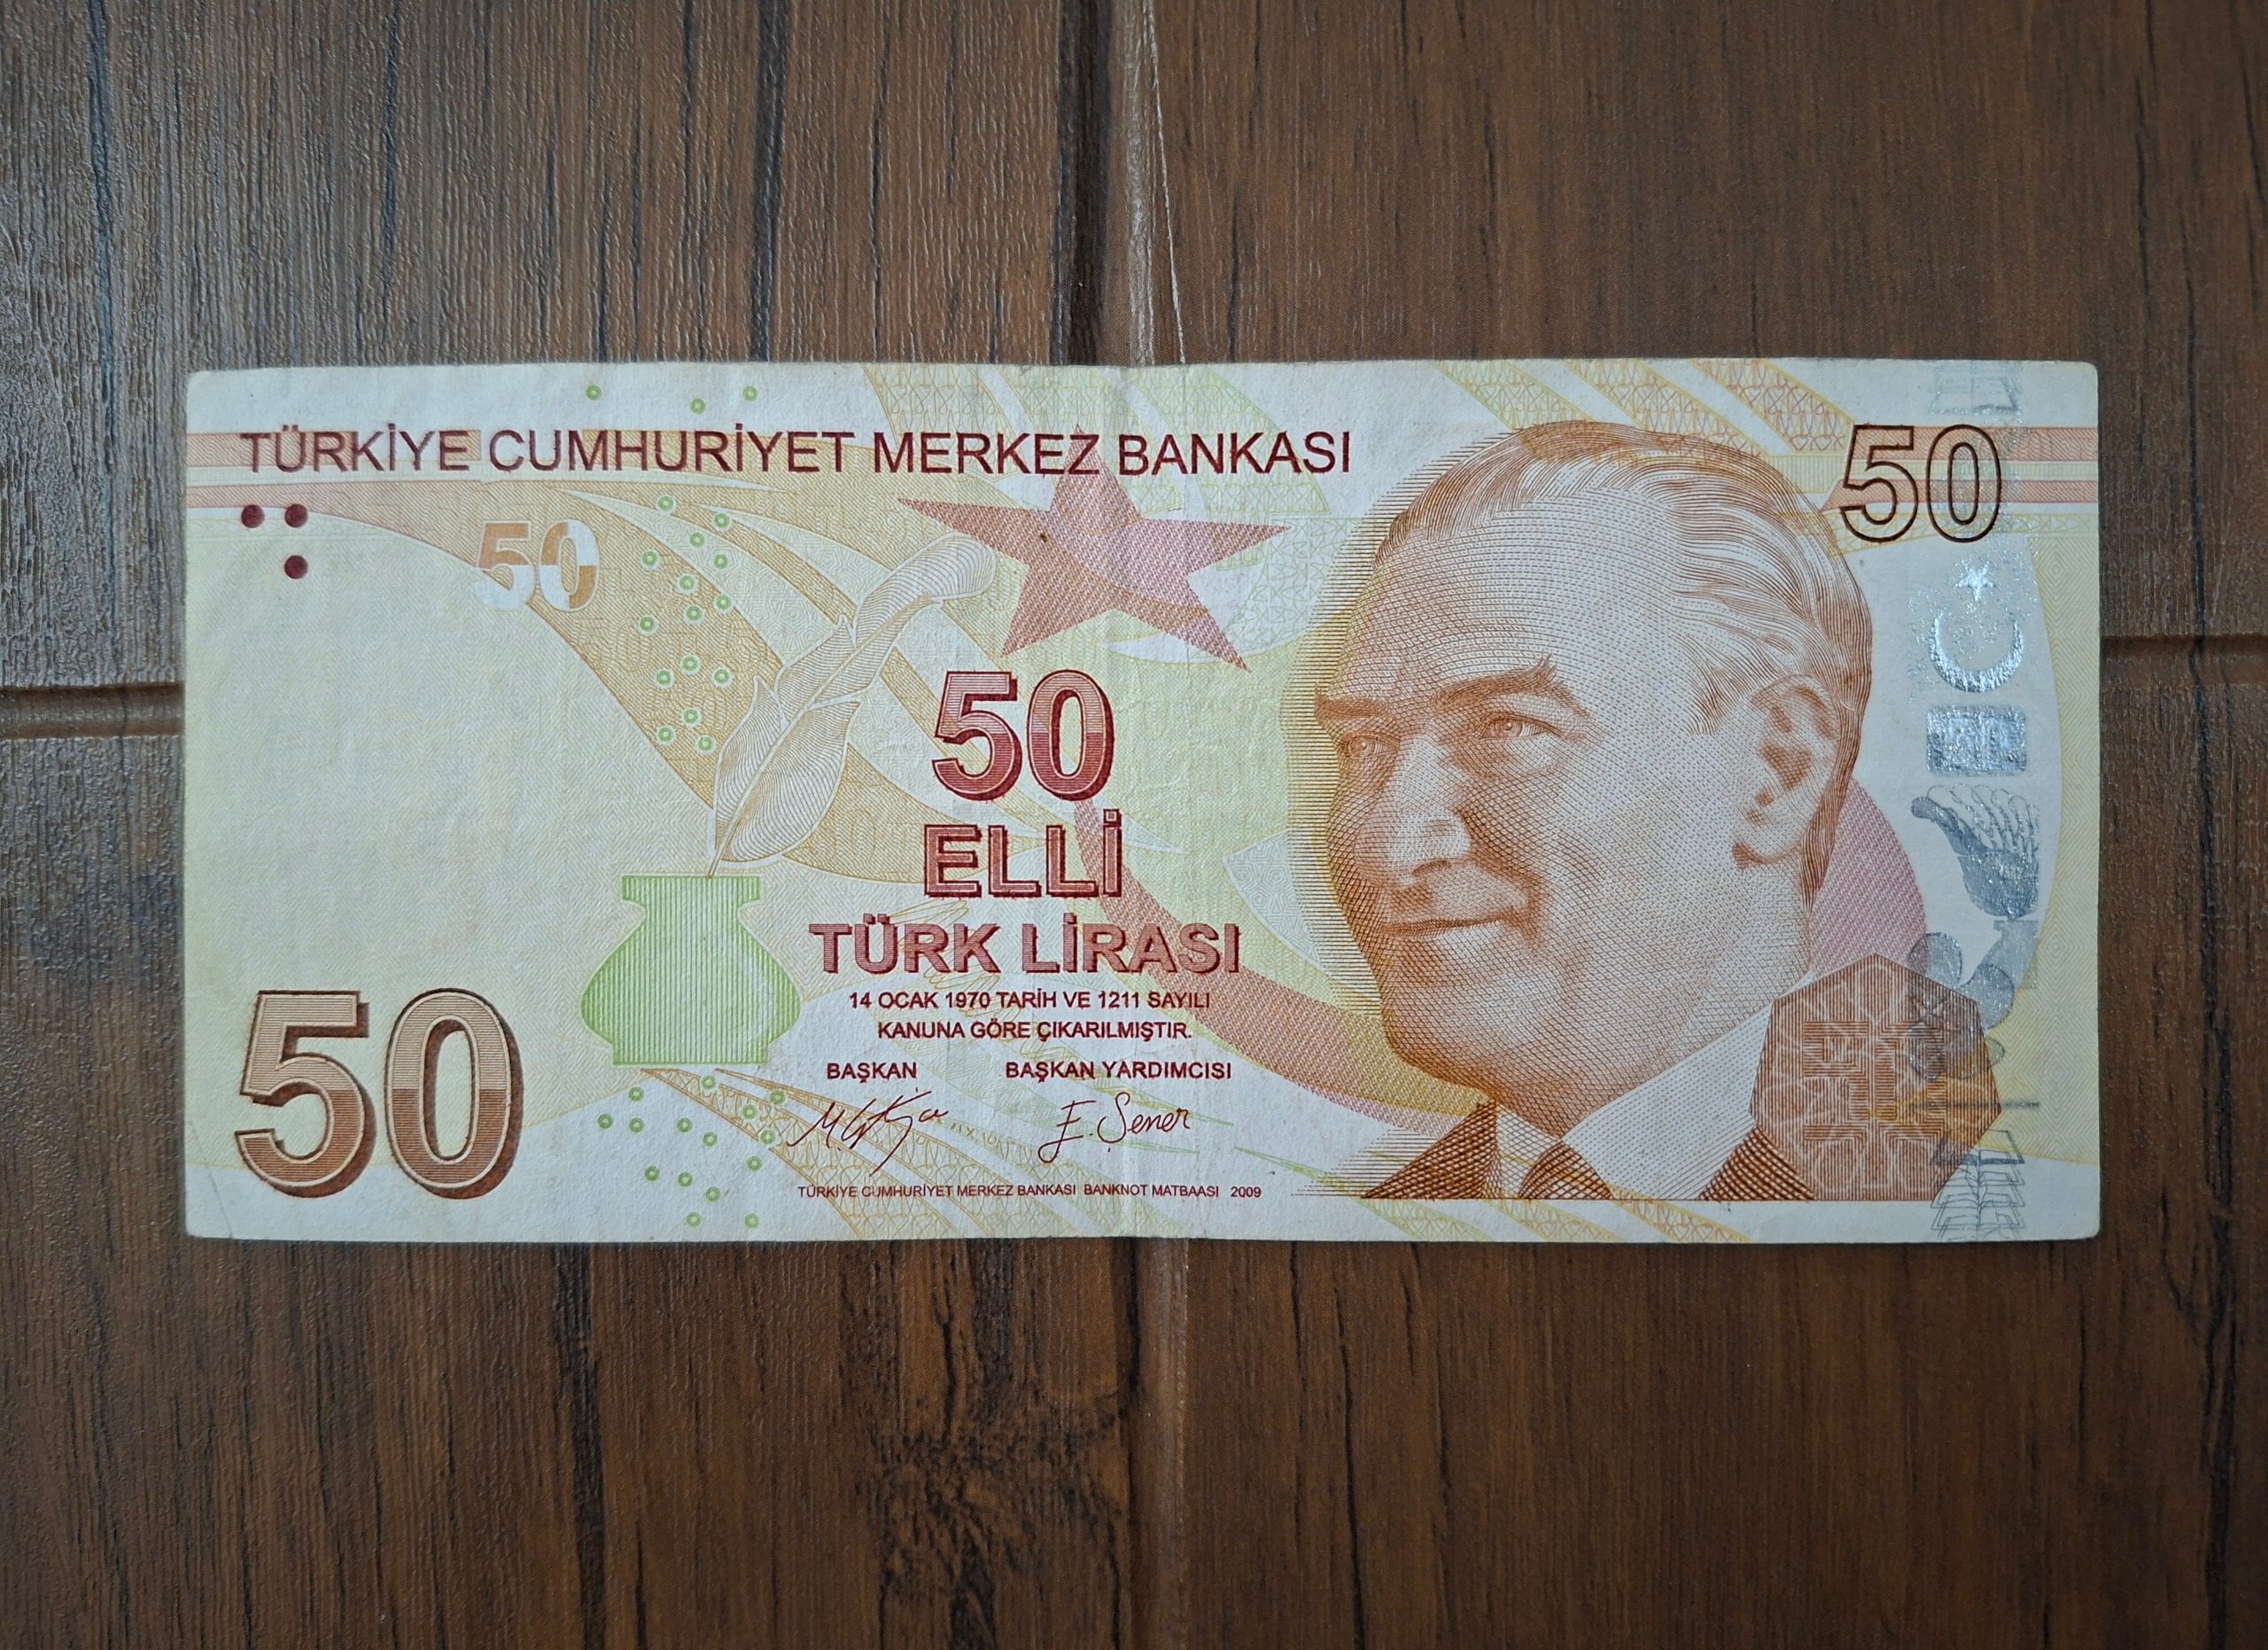 TÜRKİYE CUMHURİYET MERKEZ BANKASI
50
50
50
ELLİ
TÜRK LİRASI
14 OCAK 1970 TARİH VE 1211 SAYILI
KANUNA GÖRE ÇIKARILMIŞTIR.
BAŞKAN BAŞKAN YARDIMCISI
E. Şener
50
TÜRKİYE CUMHURİYET MERKEZ BANKASI BANKNOT MATBAASI 2009